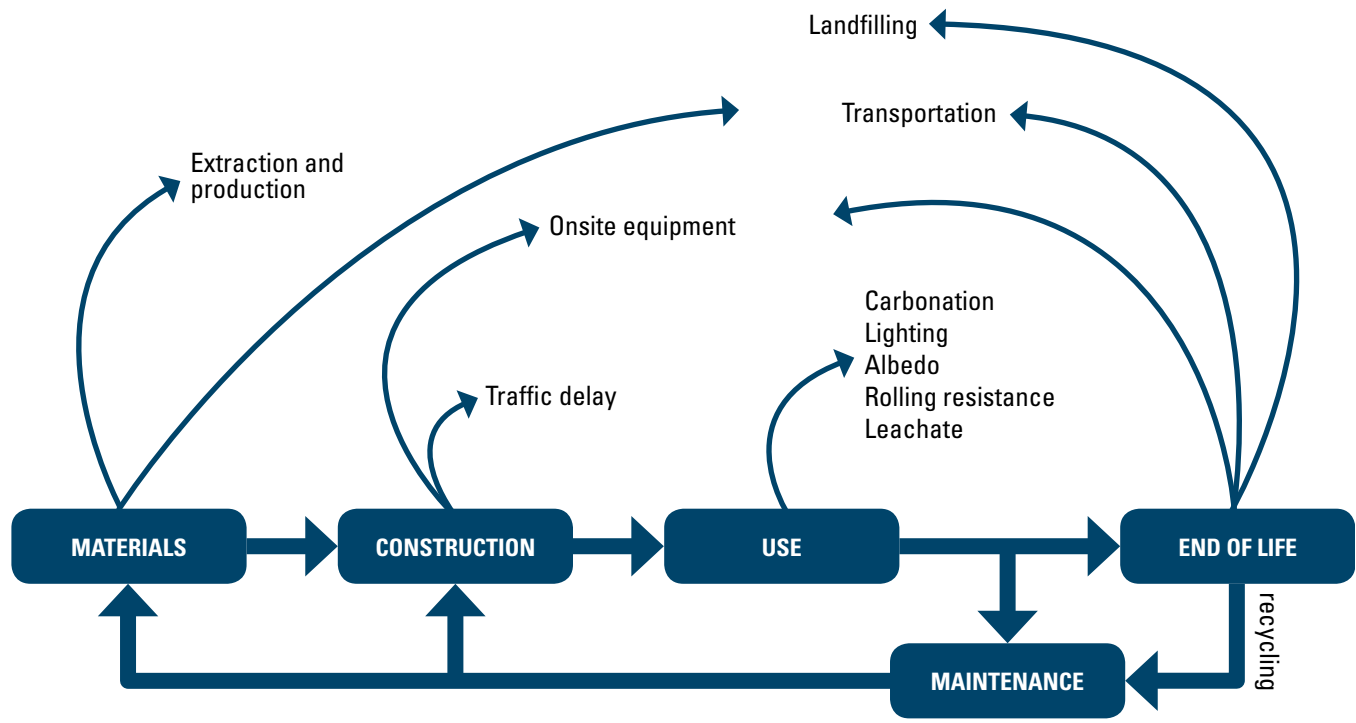 Landfilling
Transportation
Extraction and
production
Onsite equipment
Carbonation
Lighting
Albedo
Rolling resistance
Leachate
Traffic delay
MATERIALS
CONSTRUCTION
USE
END OF LIFE
recycling
MAINTENANCE